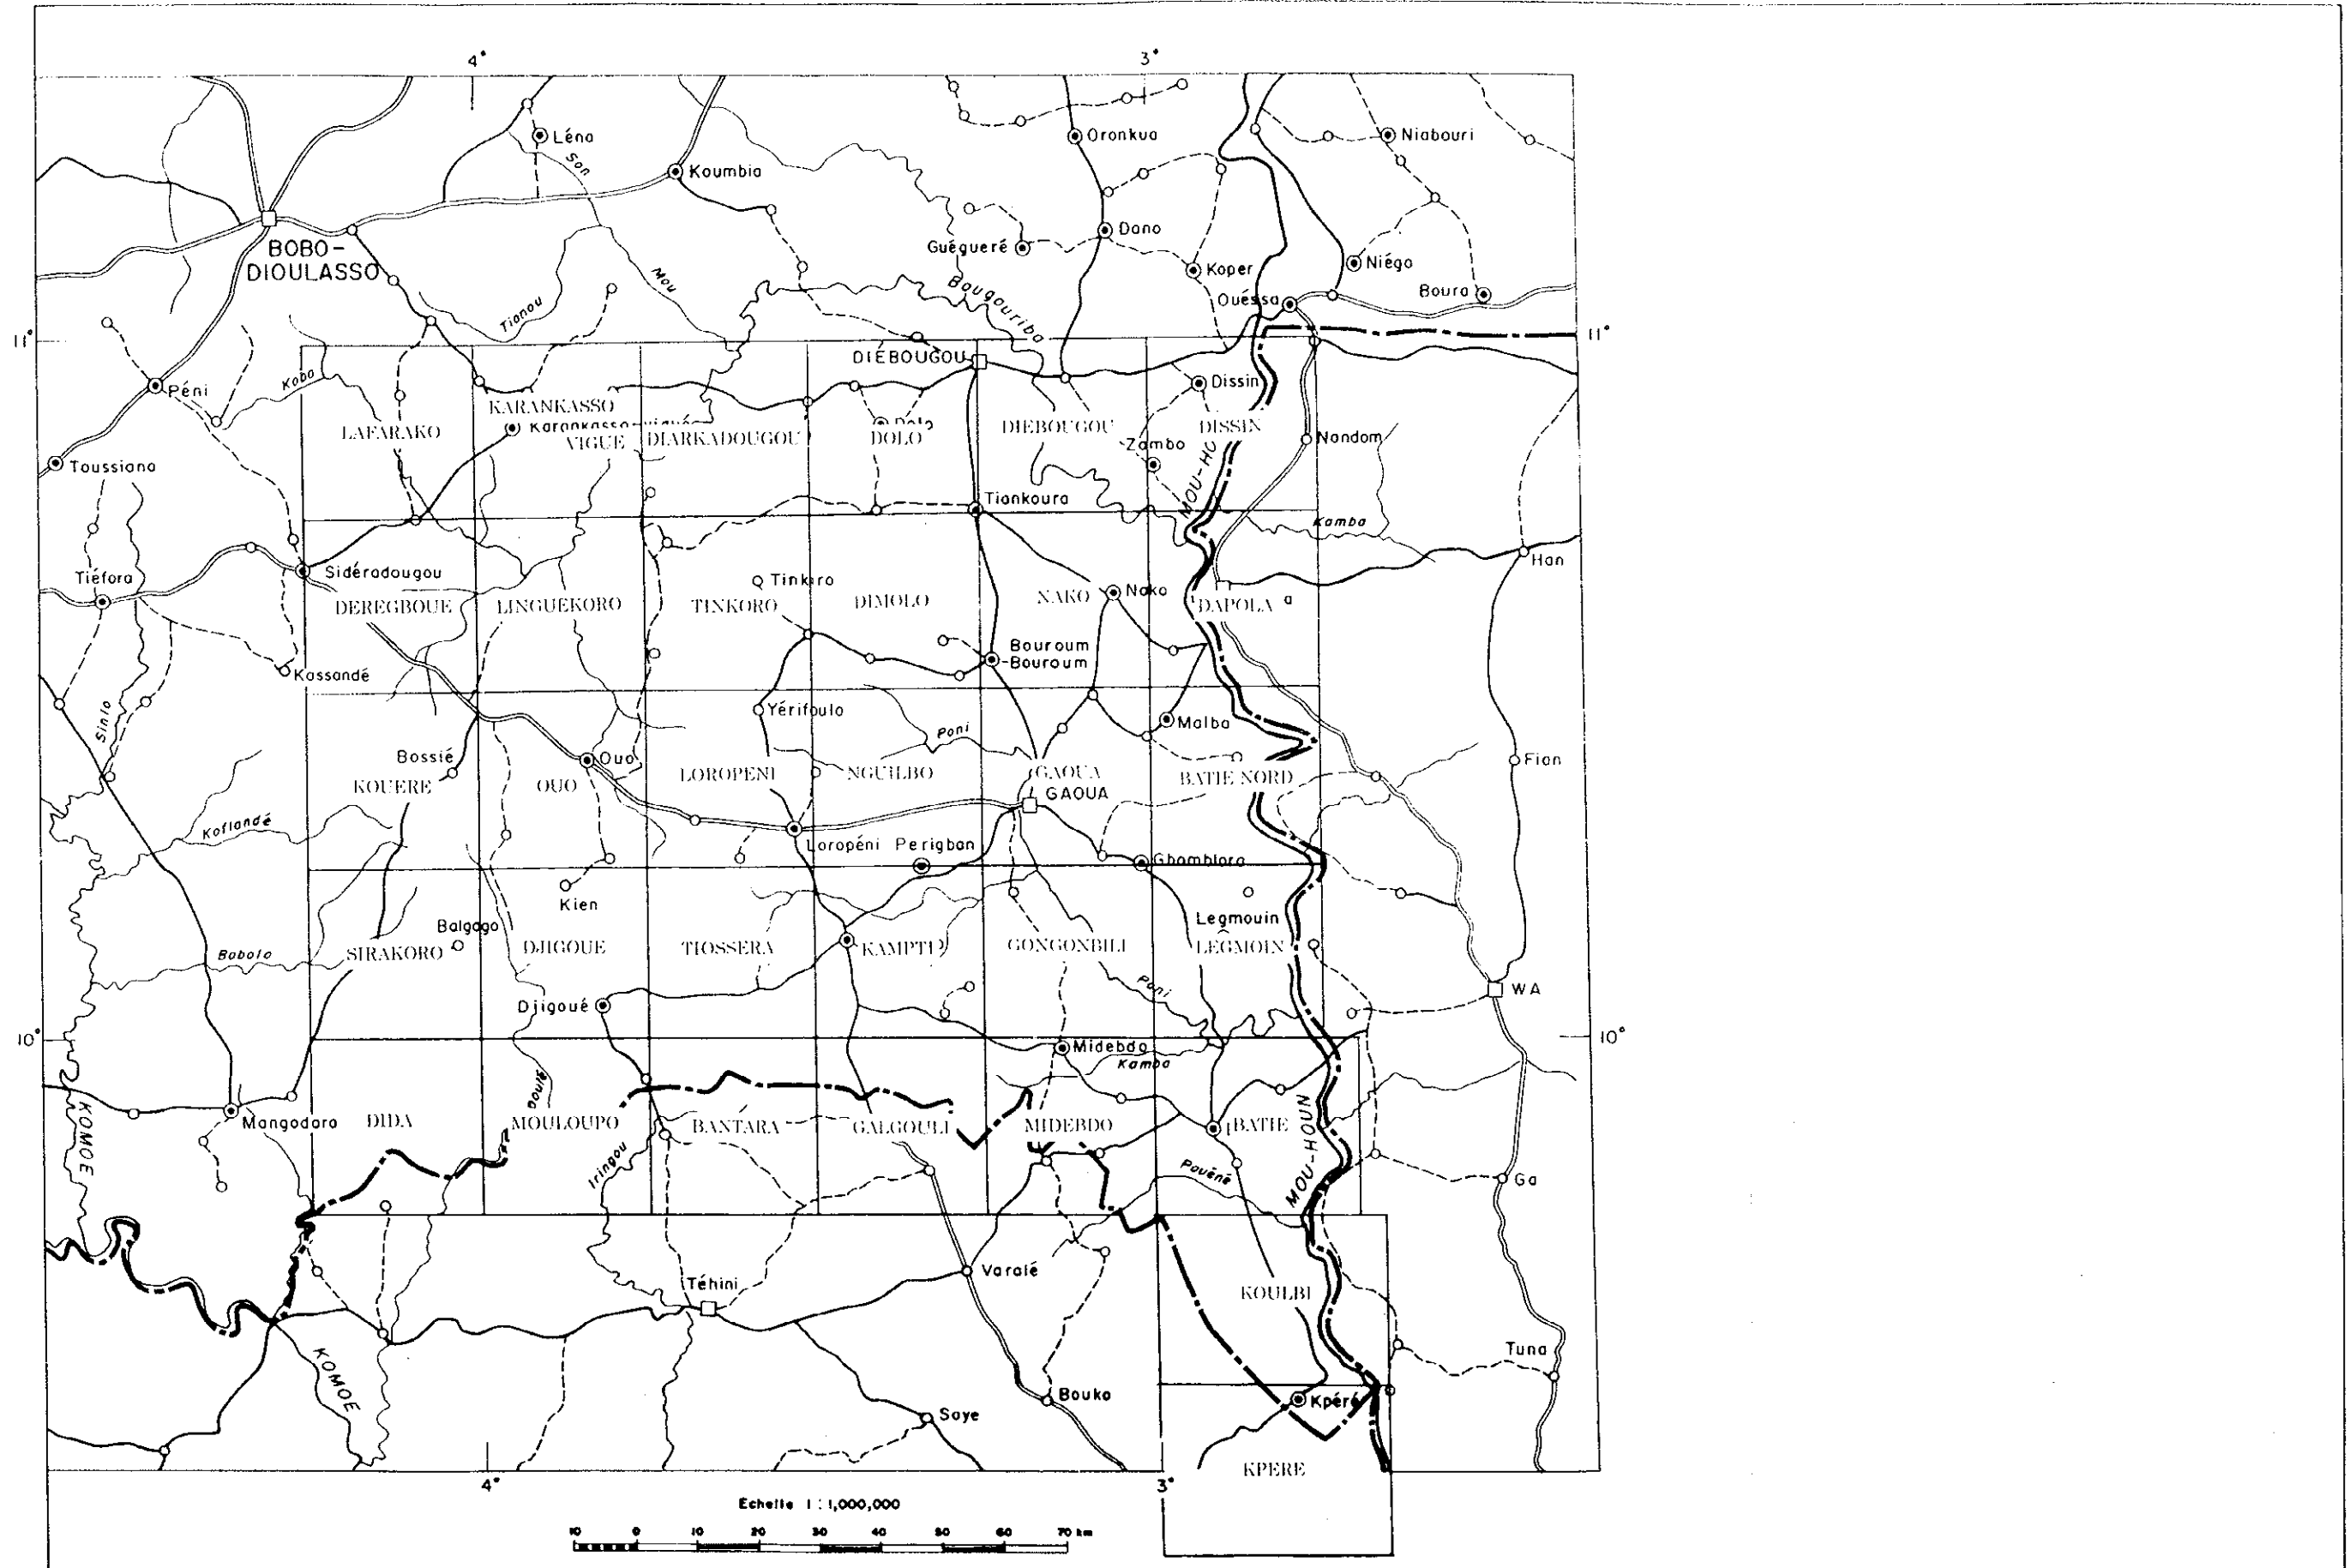 4°
3°
Léna
Son
Koumbia
Oronkua
Niabouri
BOBO-
DIOULASSO
Dano
Guégueré
Koper
Niégo
Mou
Bougouriba
Ouéssa
Boura
Tianou
11°
11°
DIÉBOUGOU
Péni
Koba
Dissin
KARANKASSO
Karankasso-Vigué
LAFARAKO
VIGUE
DIARKADOUGOU
DOLO
DIEBOUGOU
DISSIN
Zambo
Nandom
Toussiana
MOU-HO
Tiankoura
Kamba
Han
Sidéradougou
Tiéfora
Tinkiro
DEREGBOUE
LINGUEKORO
TINKORO
DIMOLO
NAKO
Nako
DAPOLA
a
Bouroum
-Bouroum
Kassandé
Sinlo
Yérifoula
Poni
Malba
Bossié
Ouo
Fian
KOUERE
OUO
LOROPENI
NGUILBO
GAOUA
GAOUA
BATIE NORD
Koflandé
Loropéni
Perigban
Gbomblora
Kien
Legmouin
Balgogo
Babolo
SIRAKORO
DJIGOUE
TIOSSERA
KAMPTI
GONGONBILI
LEGMOIN
Poni
WA
Djigoué
10°
10°
Midebdo
Kamba
KOMOE
Mangodara
DIDA
MOULOUPO
BANTARA
GALGOULI
MIDEBDO
BATIE
MOU-HOUN
Iringou
Pouéné
Ga
Varalé
Téhini
KOULBI
Tuna
KOMOE
Bouko
Kpéré
Saye
KPERE
4°
3°
Echelle 1 : 1,000,000
10 0 10 20 30 40 50 60 70 km